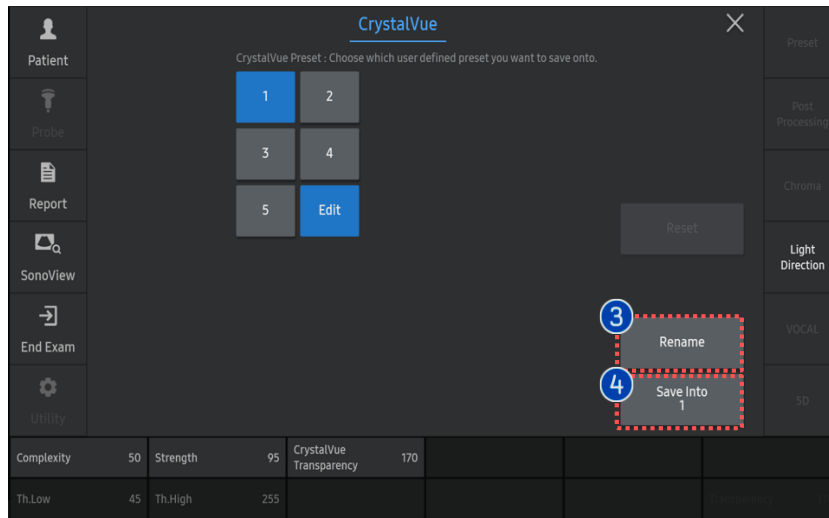 CrystalVue
Patient
Preset
CrystalVue Preset : Choose which user defined preset you want to save onto.
1
2
Probe
Post
Processing
3
4
Report
Chroma
5
Edit
Reset
SonoView
Light
Direction
3
End Exam
Rename
VOCAL
4
Save Into
1
Utility
5D
Complexity 50
Strength 95
CrystalVue
Transparency 170
Th.Low 45
Th.High 255
Transparency